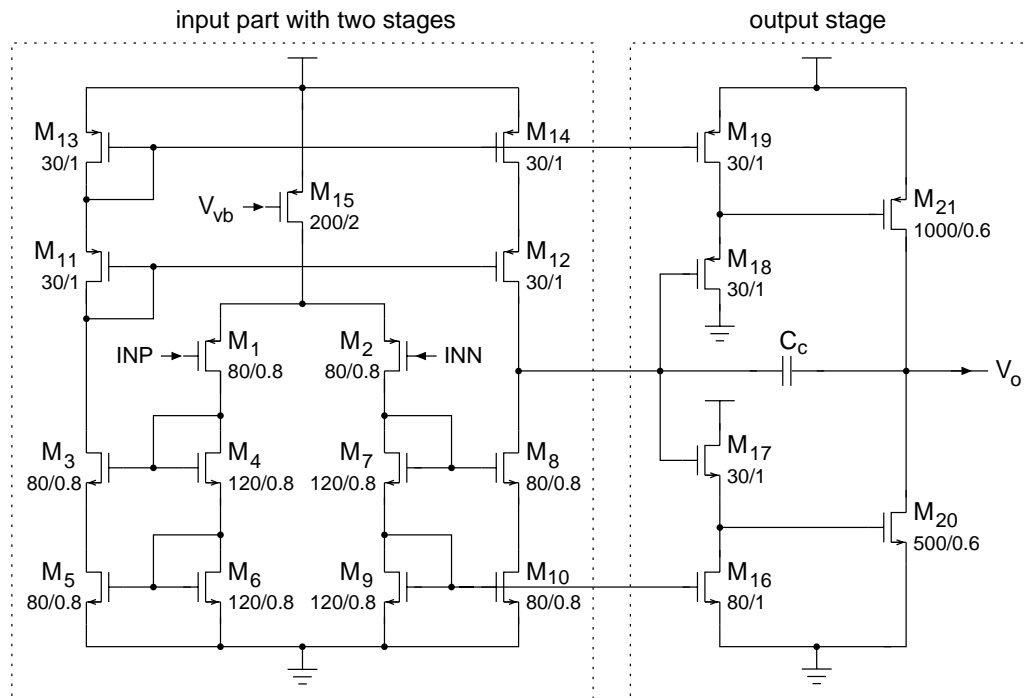 input part with two stages
output stage
M13
30/1
M14
30/1
M19
30/1
Vvb
M15
200/2
M21
1000/0.6
M11
30/1
M12
30/1
M18
30/1
INP
M1
80/0.8
M2
80/0.8
INN
Cc
Vo
M3
80/0.8
M4
120/0.8
M7
120/0.8
M8
80/0.8
M17
30/1
M20
500/0.6
M5
80/0.8
M6
120/0.8
M9
120/0.8
M10
80/0.8
M16
80/1